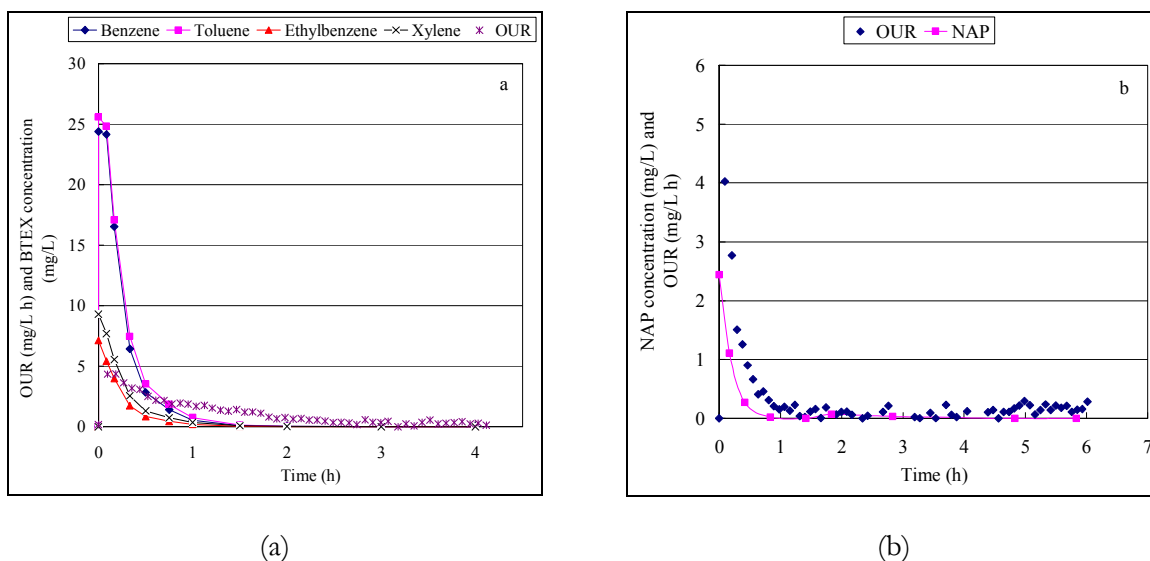 Benzene Toluene Ethylbenzene Xylene OUR
a
30
25
20
15
10
5
0
0 1 2 3 4
Time (h)
OUR (mg/L h) and BTEX concentration
(mg/L)
(a)
OUR NAP
b
6
5
4
3
2
1
0
0 1 2 3 4 5 6 7
Time (h)
NAP concentration (mg/L) and
OUR (mg/L h)
(b)